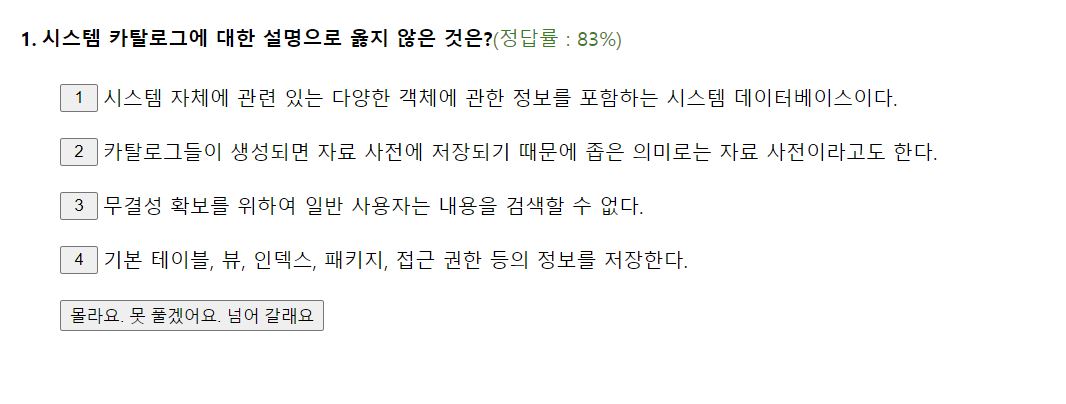 1. 시스템 카탈로그에 대한 설명으로 옳지 않은 것은?(정답률 : 83%)
1 시스템 자체에 관련 있는 다양한 객체에 관한 정보를 포함하는 시스템 데이터베이스이다.
2 카탈로그들이 생성되면 자료 사전에 저장되기 때문에 좁은 의미로는 자료 사전이라고도 한다.
3 무결성 확보를 위하여 일반 사용자는 내용을 검색할 수 없다.
4 기본 테이블, 뷰, 인덱스, 패키지, 접근 권한 등의 정보를 저장한다.
몰라요. 못 풀겠어요. 넘어 갈래요